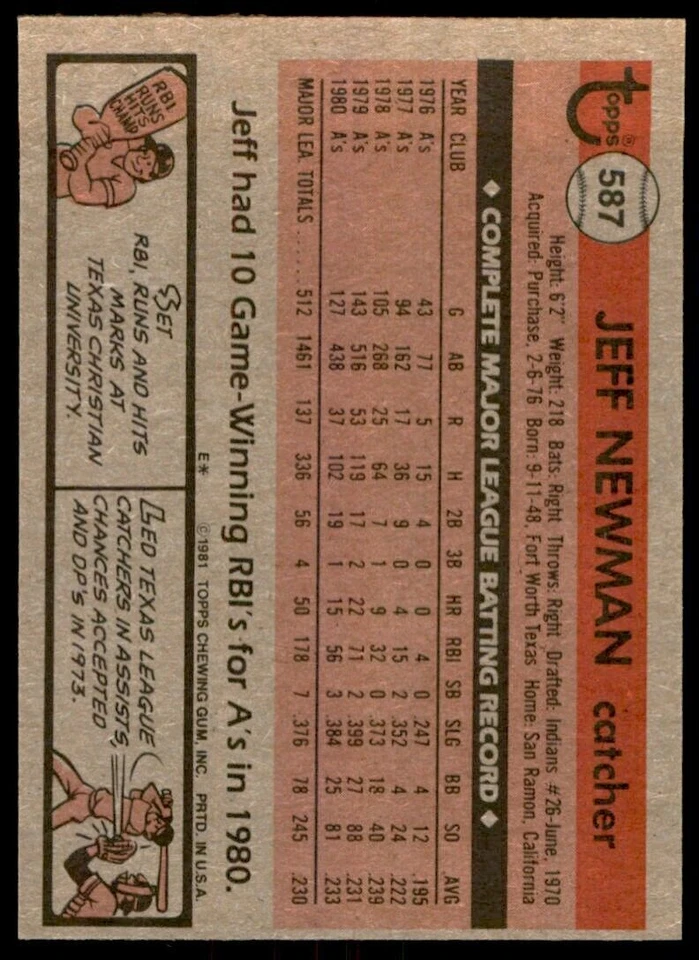 Topps® 587 JEFF NEWMAN catcher
Height: 6'2" Weight: 218 Bats: Right Throws: Right Drafted: Indians #26-June, 1970
Acquired: Purchase, 2-6-76 Born: 9-11-48, Fort Worth Texas Home: San Ramon, California
◆ COMPLETE MAJOR LEAGUE BATTING RECORD ◆
YEAR CLUB G AB R H 2B 3B HR RBI SB SLG BB SO AVG
1976 A's 43 77 5 15 4 0 0 4 0 .247 4 12 .195
1977 A's 94 162 17 36 9 0 4 15 2 .352 4 24 .222
1978 A's 105 268 25 64 7 1 9 32 0 .373 18 40 .239
1979 A's 143 516 53 119 17 2 22 71 2 .399 27 88 .231
1980 A's 127 438 37 102 19 1 15 56 3 .384 25 81 .233
MAJOR LEA. TOTALS ..... 512 1461 137 336 56 4 50 178 7 .376 78 245 .230
Jeff had 10 Game-Winning RBI's for A's in 1980.
E* ©1981 TOPPS CHEWING GUM, INC. PRTD. IN U.S.A.
RBI
RUNS
HITS
CHAMP
SET
RBI, RUNS AND HITS
MARKS AT
TEXAS CHRISTIAN
UNIVERSITY.
LED TEXAS LEAGUE
CATCHERS IN ASSISTS,
CHANCES ACCEPTED
AND DP'S IN 1973.